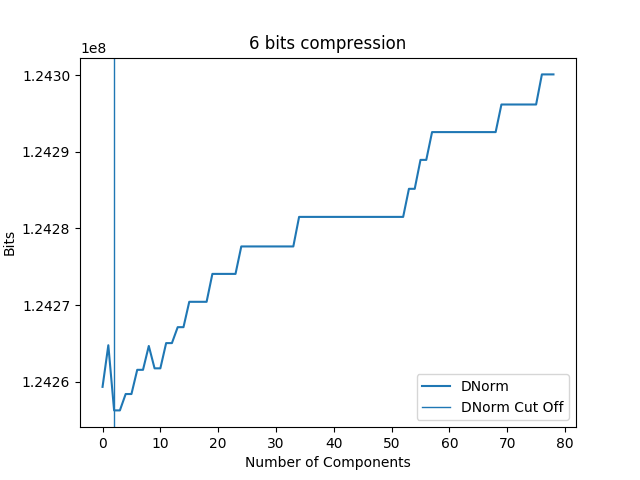 6 bits compression
1e8
1.2430
1.2429
1.2428
1.2427
1.2426
Bits
0 10 20 30 40 50 60 70 80
Number of Components
DNorm
DNorm Cut Off